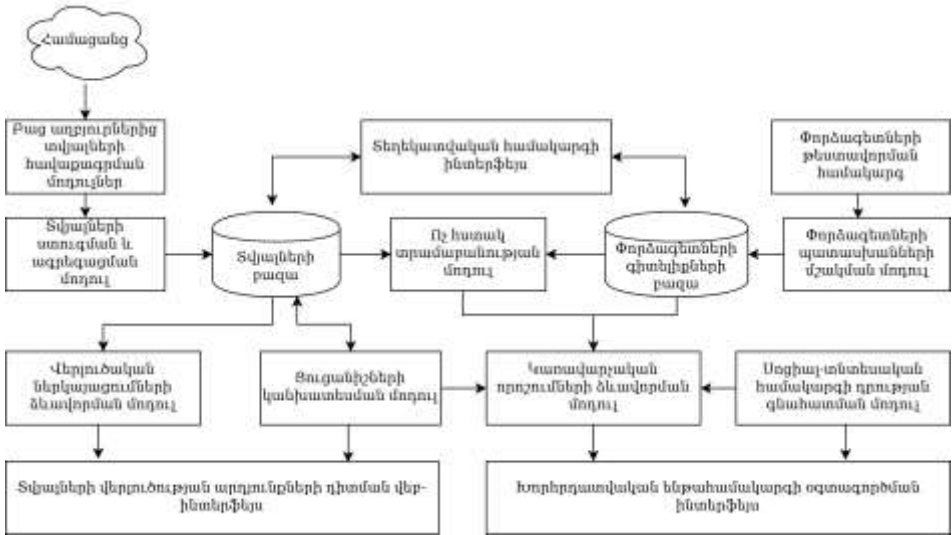 Համացանց
Բաց աղբյուրներից
տվյալների
հավաքագրման
մոդուլներ
Տեղեկատվական համակարգի
ինտերֆեյս
Փորձագետների
թեստավորման
համակարգ
Տվյալների
ստուգման և
ագրեգացման
մոդուլ
Տվյալների
բազա
Ոչ հստակ
տրամաբանության
մոդուլ
Փորձագետների
գիտելիքների
բազա
Փորձագետների
պատասխանների
մշակման մոդուլ
Վերլուծական
ներկայացումների
ձևավորման մոդուլ
Ցուցանիշների
կանխատեսման մոդուլ
Կառավարչական
որոշումների ձևավորման
մոդուլ
Սոցիալ-տնտեսական
համակարգի դրության
գնահատման մոդուլ
Տվյալների վերլուծության արդյունքների դիտման վեբ-
ինտերֆեյս
Խորհրդատվական ենթահամակարգի օգտագործման
ինտերֆեյս